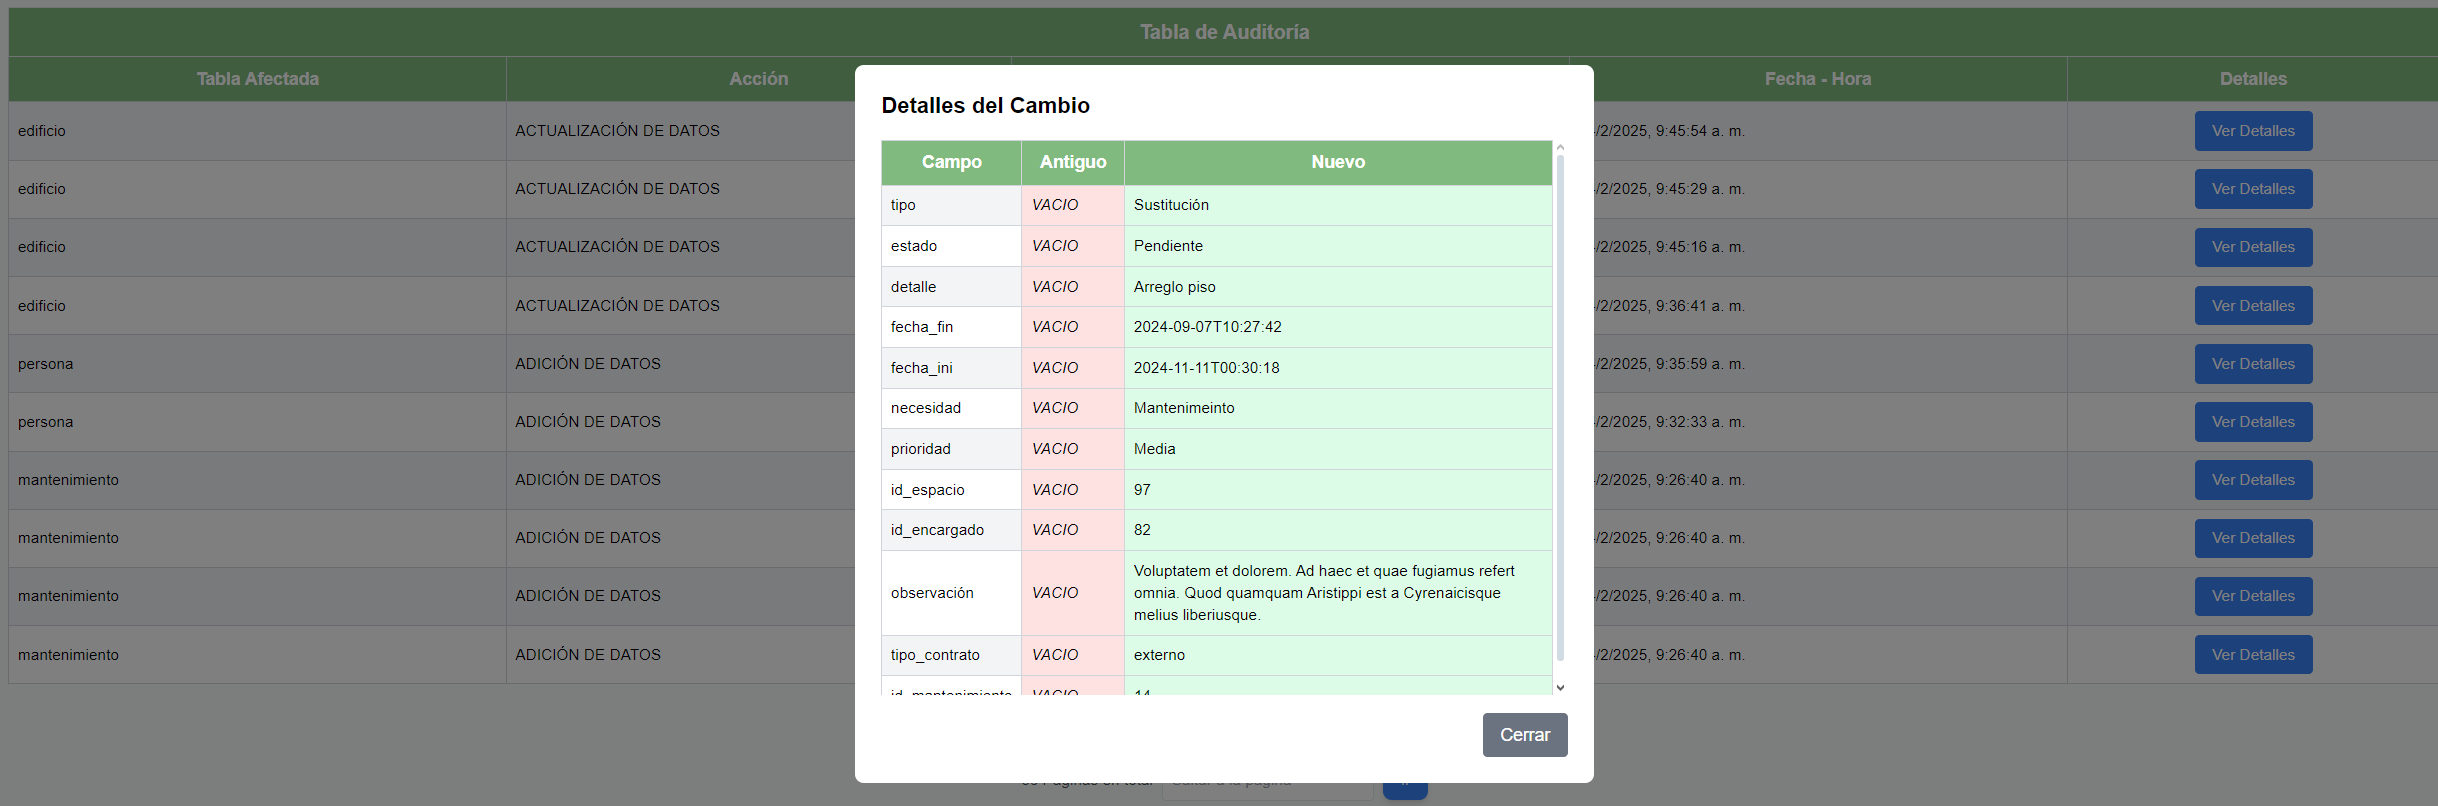 Tabla de Auditoría
Tabla Afectada Acción Fecha - Hora Detalles
edificio ACTUALIZACIÓN DE DATOS /2/2025, 9:45:54 a. m. Ver Detalles
edificio ACTUALIZACIÓN DE DATOS /2/2025, 9:45:29 a. m. Ver Detalles
edificio ACTUALIZACIÓN DE DATOS /2/2025, 9:45:16 a. m. Ver Detalles
edificio ACTUALIZACIÓN DE DATOS /2/2025, 9:36:41 a. m. Ver Detalles
persona ADICIÓN DE DATOS /2/2025, 9:35:59 a. m. Ver Detalles
persona ADICIÓN DE DATOS /2/2025, 9:32:33 a. m. Ver Detalles
mantenimiento ADICIÓN DE DATOS /2/2025, 9:26:40 a. m. Ver Detalles
mantenimiento ADICIÓN DE DATOS /2/2025, 9:26:40 a. m. Ver Detalles
mantenimiento ADICIÓN DE DATOS /2/2025, 9:26:40 a. m. Ver Detalles
mantenimiento ADICIÓN DE DATOS /2/2025, 9:26:40 a. m. Ver Detalles
Detalles del Cambio
Campo Antiguo Nuevo
tipo VACIO Sustitución
estado VACIO Pendiente
detalle VACIO Arreglo piso
fecha_fin VACIO 2024-09-07T10:27:42
fecha_ini VACIO 2024-11-11T00:30:18
necesidad VACIO Mantenimeinto
prioridad VACIO Media
id_espacio VACIO 97
id_encargado VACIO 82
observación VACIO Voluptatem et dolorem. Ad haec et quae fugiamus refert
omnia. Quod quamquam Aristippi est a Cyrenaicisque
melius liberiusque.
tipo_contrato VACIO externo
id_mantenimiento VACIO 14
Cerrar
Páginas en total Saltar a la página